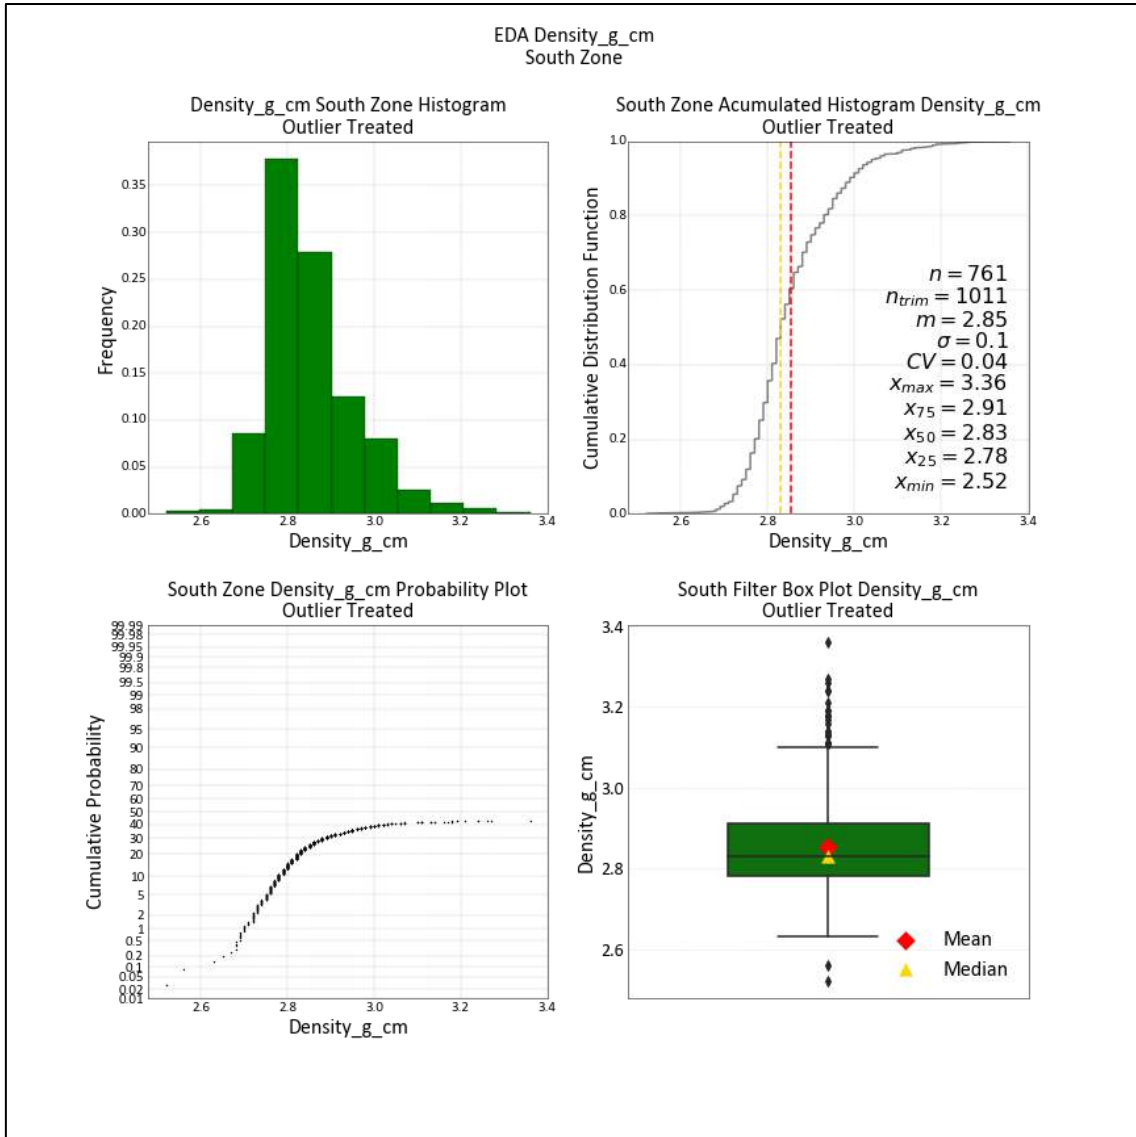 EDA Density_g_cm
South Zone
Density_g_cm South Zone Histogram
Outlier Treated
0.35
0.30
0.25
0.20
0.15
0.10
0.05
0.00
Frequency
2.6 2.8 3.0 3.2 3.4
Density_g_cm
South Zone Acumulated Histogram Density_g_cm
Outlier Treated
1.0
0.8
0.6
0.4
0.2
0.0
Cumulative Distribution Function
n = 761
n_trim = 1011
m = 2.85
σ = 0.1
CV = 0.04
x_max = 3.36
x_75 = 2.91
x_50 = 2.83
x_25 = 2.78
x_min = 2.52
2.6 2.8 3.0 3.2 3.4
Density_g_cm
South Zone Density_g_cm Probability Plot
Outlier Treated
99.99
99.98
99.95
99.9
99.8
99.5
99
98
95
90
80
70
60
50
40
30
20
10
5
2
1
0.5
0.2
0.1
0.05
0.02
0.01
Cumulative Probability
2.6 2.8 3.0 3.2 3.4
Density_g_cm
South Filter Box Plot Density_g_cm
Outlier Treated
3.4
3.2
3.0
2.8
2.6
Density_g_cm
Mean
Median